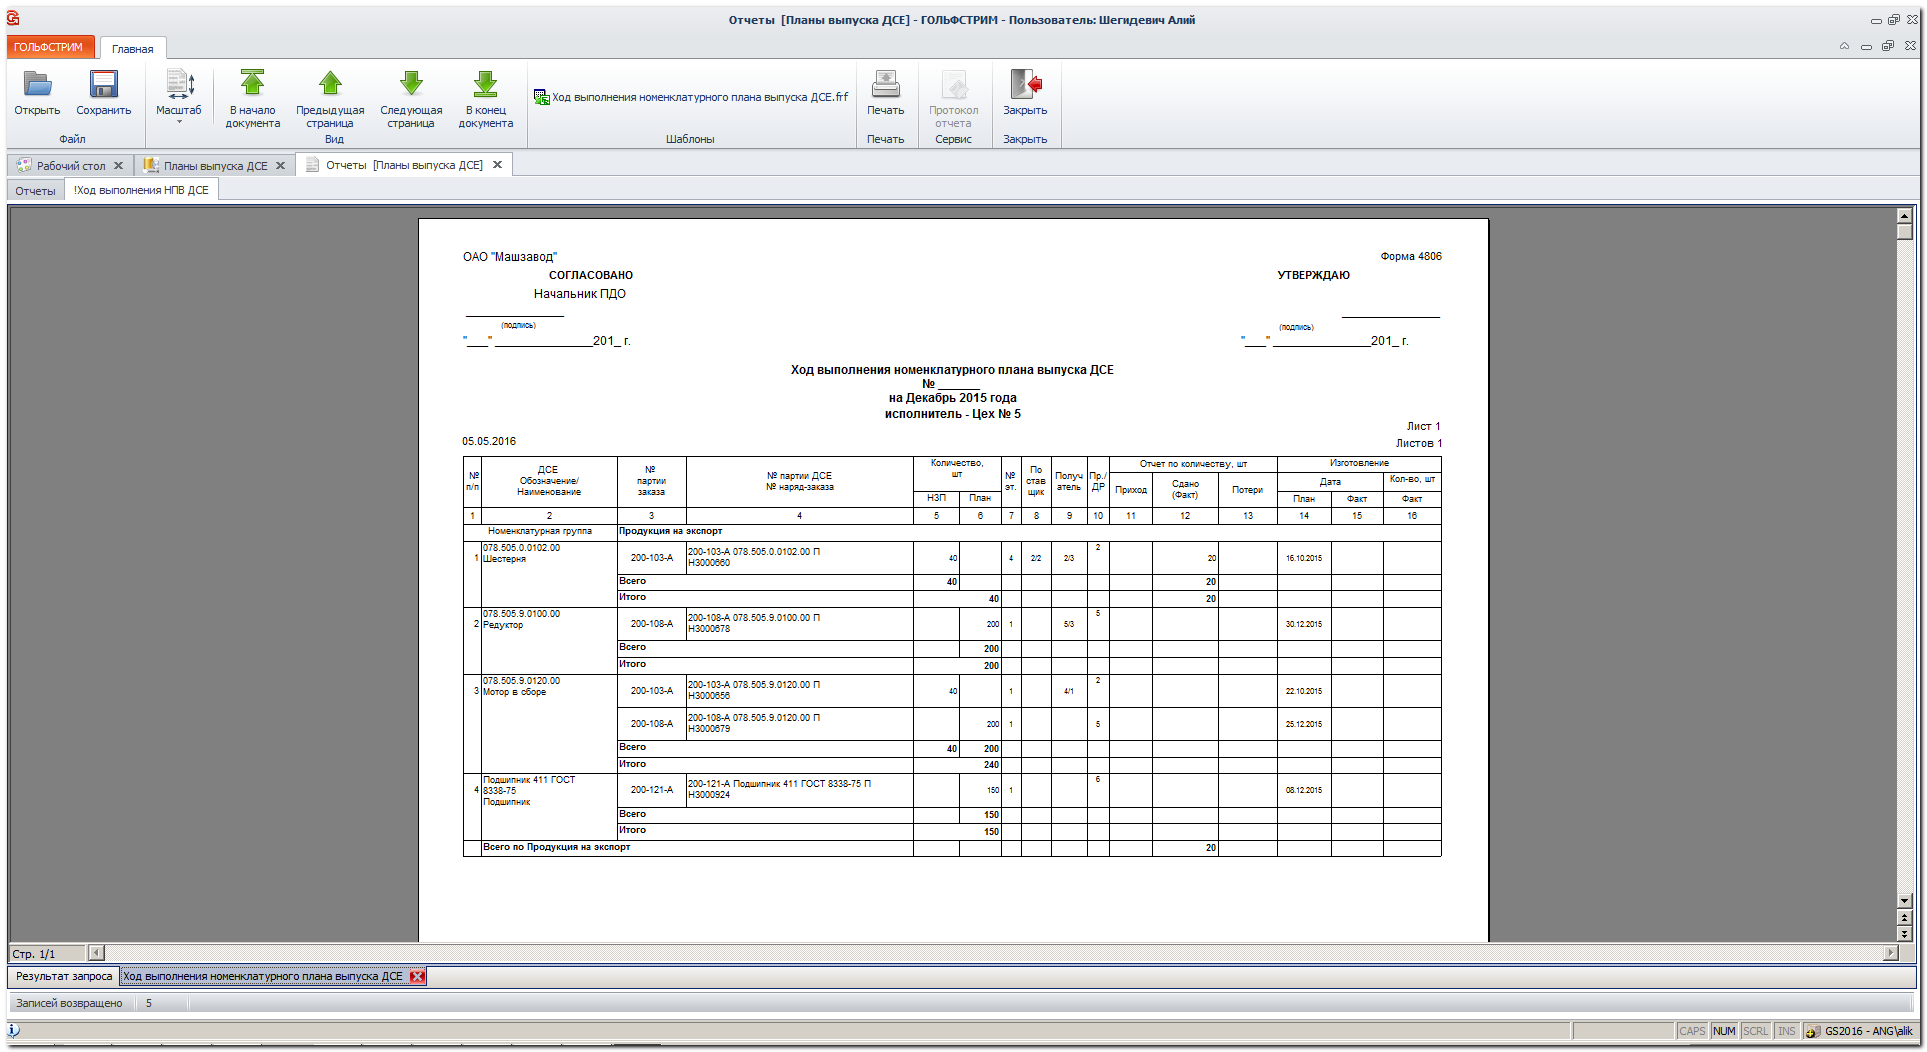 Отчеты [Планы выпуска ДСЕ] - ГОЛЬФСТРИМ - Пользователь: Шегидевич Алий
ГОЛЬФСТРИМ Главная
Открыть Сохранить Масштаб В начало документа Предыдущая страница Следующая страница В конец документа Ход выполнения номенклатурного плана выпуска ДСЕ.frf Печать Протокол отчета Закрыть
Файл Вид Шаблоны Печать Сервис Закрыть
Рабочий стол Планы выпуска ДСЕ Отчеты [Планы выпуска ДСЕ]
Отчеты !Ход выполнения НПВ ДСЕ
ОАО "Машзавод" Форма 4806
СОГЛАСОВАНО УТВЕРЖДАЮ
Начальник ПДО
(подпись) (подпись)
"___" ______________201_ г. "___" ______________201_ г.
Ход выполнения номенклатурного плана выпуска ДСЕ
№ ______
на Декабрь 2015 года
исполнитель - Цех № 5
Лист 1
05.05.2016 Листов 1
№ п/п ДСЕ Обозначение/ Наименование № партии заказа № партии ДСЕ № наряд-заказа Количество, шт НЗП План № эт. По став щик Получ атель Пр./ ДР Отчет по количеству, шт Приход Сдано (Факт) Потери Изготовление Дата План Факт Кол-во, шт Факт
1 2 3 4 5 6 7 8 9 10 11 12 13 14 15 16
Номенклатурная группа Продукция на экспорт
1 078.505.0.0102.00 Шестерня 200-103-А 200-103-А 078.505.0.0102.00 П НЗ000660 40 4 2/2 2/3 2 20 16.10.2015
Всего 40 20
Итого 40 20
2 078.505.9.0100.00 Редуктор 200-108-А 200-108-А 078.505.9.0100.00 П НЗ000678 200 1 5/3 5 30.12.2015
Всего 200
Итого 200
3 078.505.9.0120.00 Мотор в сборе 200-103-А 200-103-А 078.505.9.0120.00 П НЗ000656 40 1 4/1 2 22.10.2015
200-108-А 200-108-А 078.505.9.0120.00 П НЗ000679 200 1 5 25.12.2015
Всего 40 200
Итого 240
4 Подшипник 411 ГОСТ 8338-75 Подшипник 200-121-А 200-121-А Подшипник 411 ГОСТ 8338-75 П НЗ000924 150 1 6 08.12.2015
Всего 150
Итого 150
Всего по Продукция на экспорт 20
Стр. 1/1
Результат запроса Ход выполнения номенклатурного плана выпуска ДСЕ
Записей возвращено 5
CAPS NUM SCRL INS GS2016 - ANG\alik